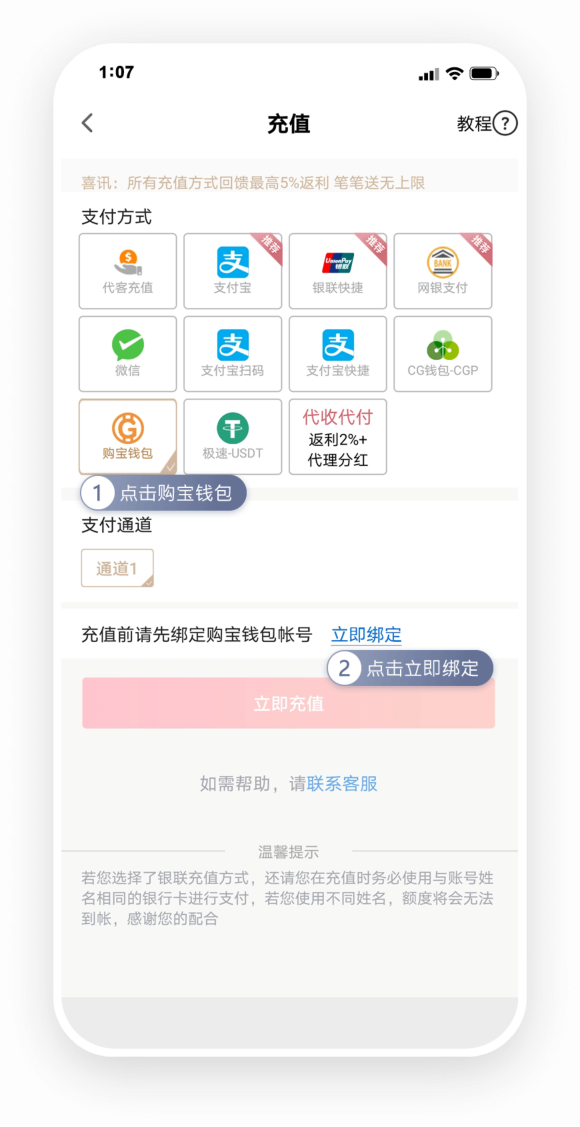 1:07
充值
教程?
喜讯：所有充值方式回馈最高5%返利 笔笔送无上限
支付方式
推荐 推荐 推荐
$ 支 UnionPay 银联 BANK
代客充值 支付宝 银联快捷 网银支付
支 支
微信 支付宝扫码 支付宝快捷 CG钱包-CGP
代收代付
返利2%+
代理分红
购宝钱包 极速-USDT
1 点击购宝钱包
支付通道
通道1
充值前请先绑定购宝钱包帐号 立即绑定
2 点击立即绑定
立即充值
如需帮助，请联系客服
温馨提示
若您选择了银联充值方式，还请您在充值时务必使用与账号姓
名相同的银行卡进行支付，若您使用不同姓名，额度将会无法
到帐，感谢您的配合